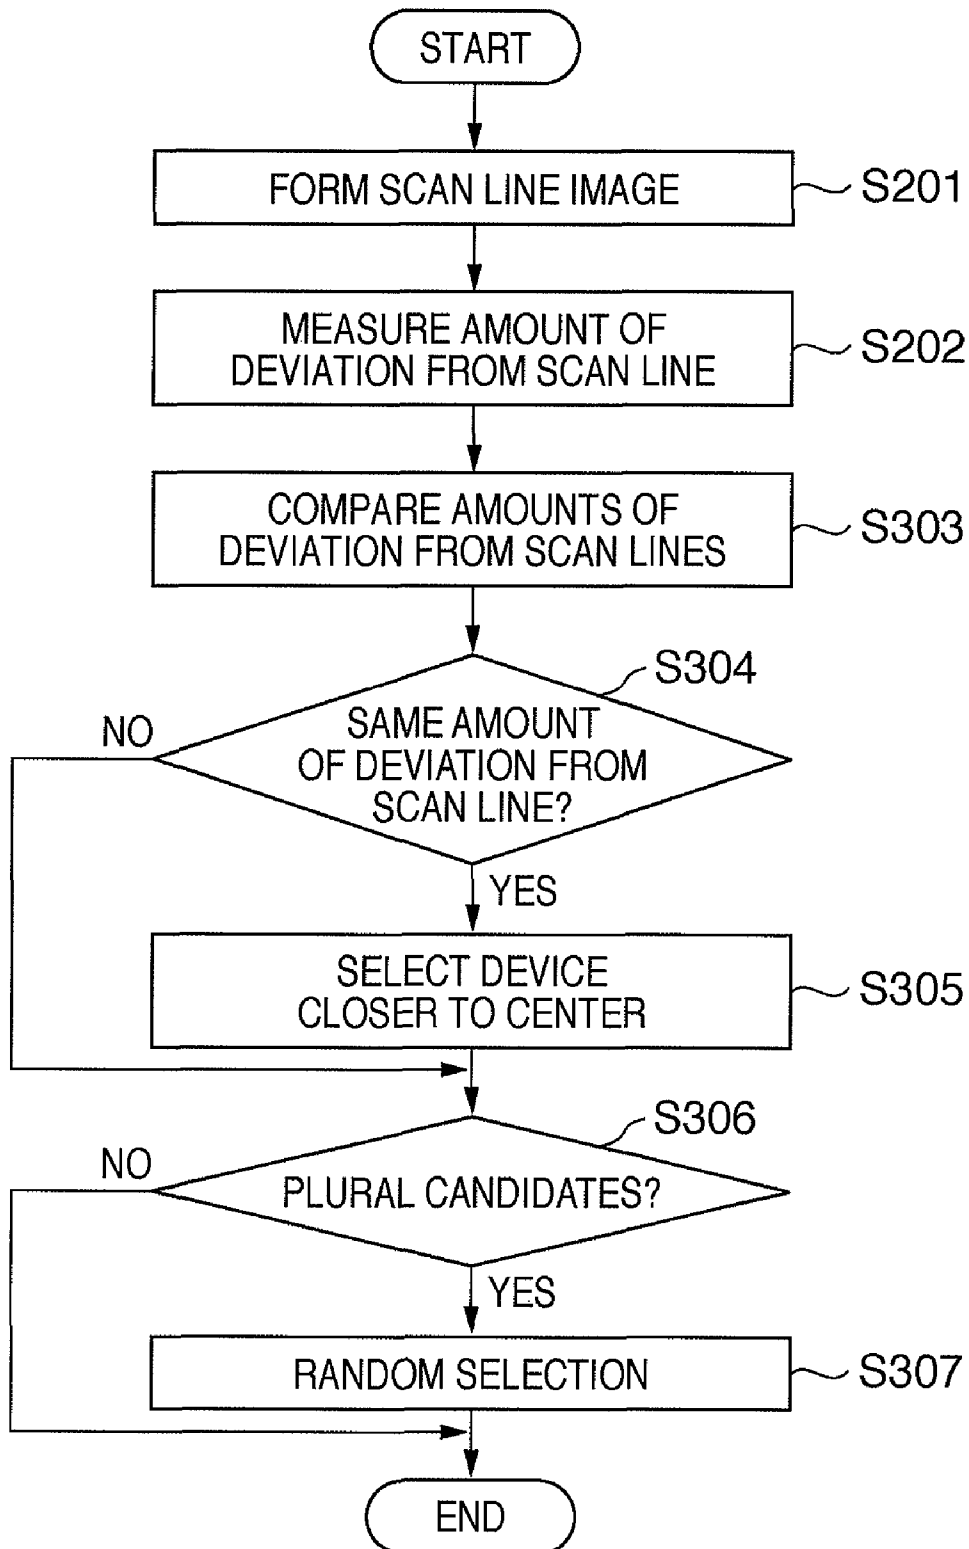 START
FORM SCAN LINE IMAGE
S201
MEASURE AMOUNT OF
DEVIATION FROM SCAN LINE
S202
COMPARE AMOUNTS OF
DEVIATION FROM SCAN LINES
S303
S304
SAME AMOUNT
OF DEVIATION FROM
SCAN LINE?
NO
YES
SELECT DEVICE
CLOSER TO CENTER
S305
S306
PLURAL CANDIDATES?
NO
YES
RANDOM SELECTION
S307
END